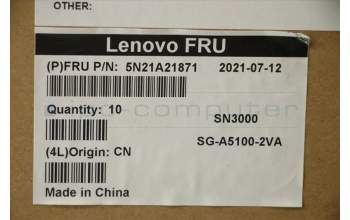 OTHER:
Lenovo FRU
(P)FRU P/N: 5N21A21871 2021-07-12
Quantity: 10 SN3000
SG-A5100-2VA
(4L)Origin: CN
Made in China